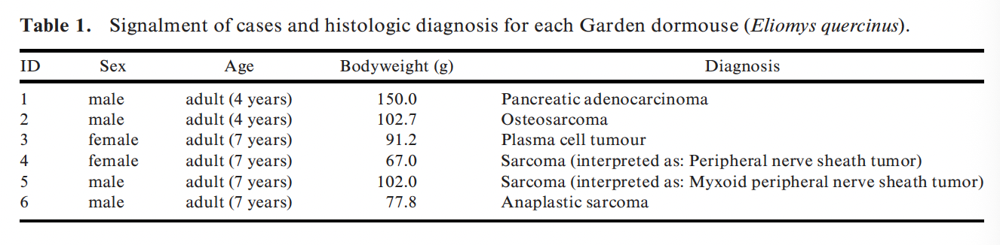 Table 1. Signalment of cases and histologic diagnosis for each Garden dormouse (Eliomys quercinus).
ID Sex Age Bodyweight (g) Diagnosis
1 male adult (4 years) 150.0 Pancreatic adenocarcinoma
2 male adult (4 years) 102.7 Osteosarcoma
3 female adult (7 years) 91.2 Plasma cell tumour
4 female adult (7 years) 67.0 Sarcoma (interpreted as: Peripheral nerve sheath tumor)
5 male adult (7 years) 102.0 Sarcoma (interpreted as: Myxoid peripheral nerve sheath tumor)
6 male adult (7 years) 77.8 Anaplastic sarcoma